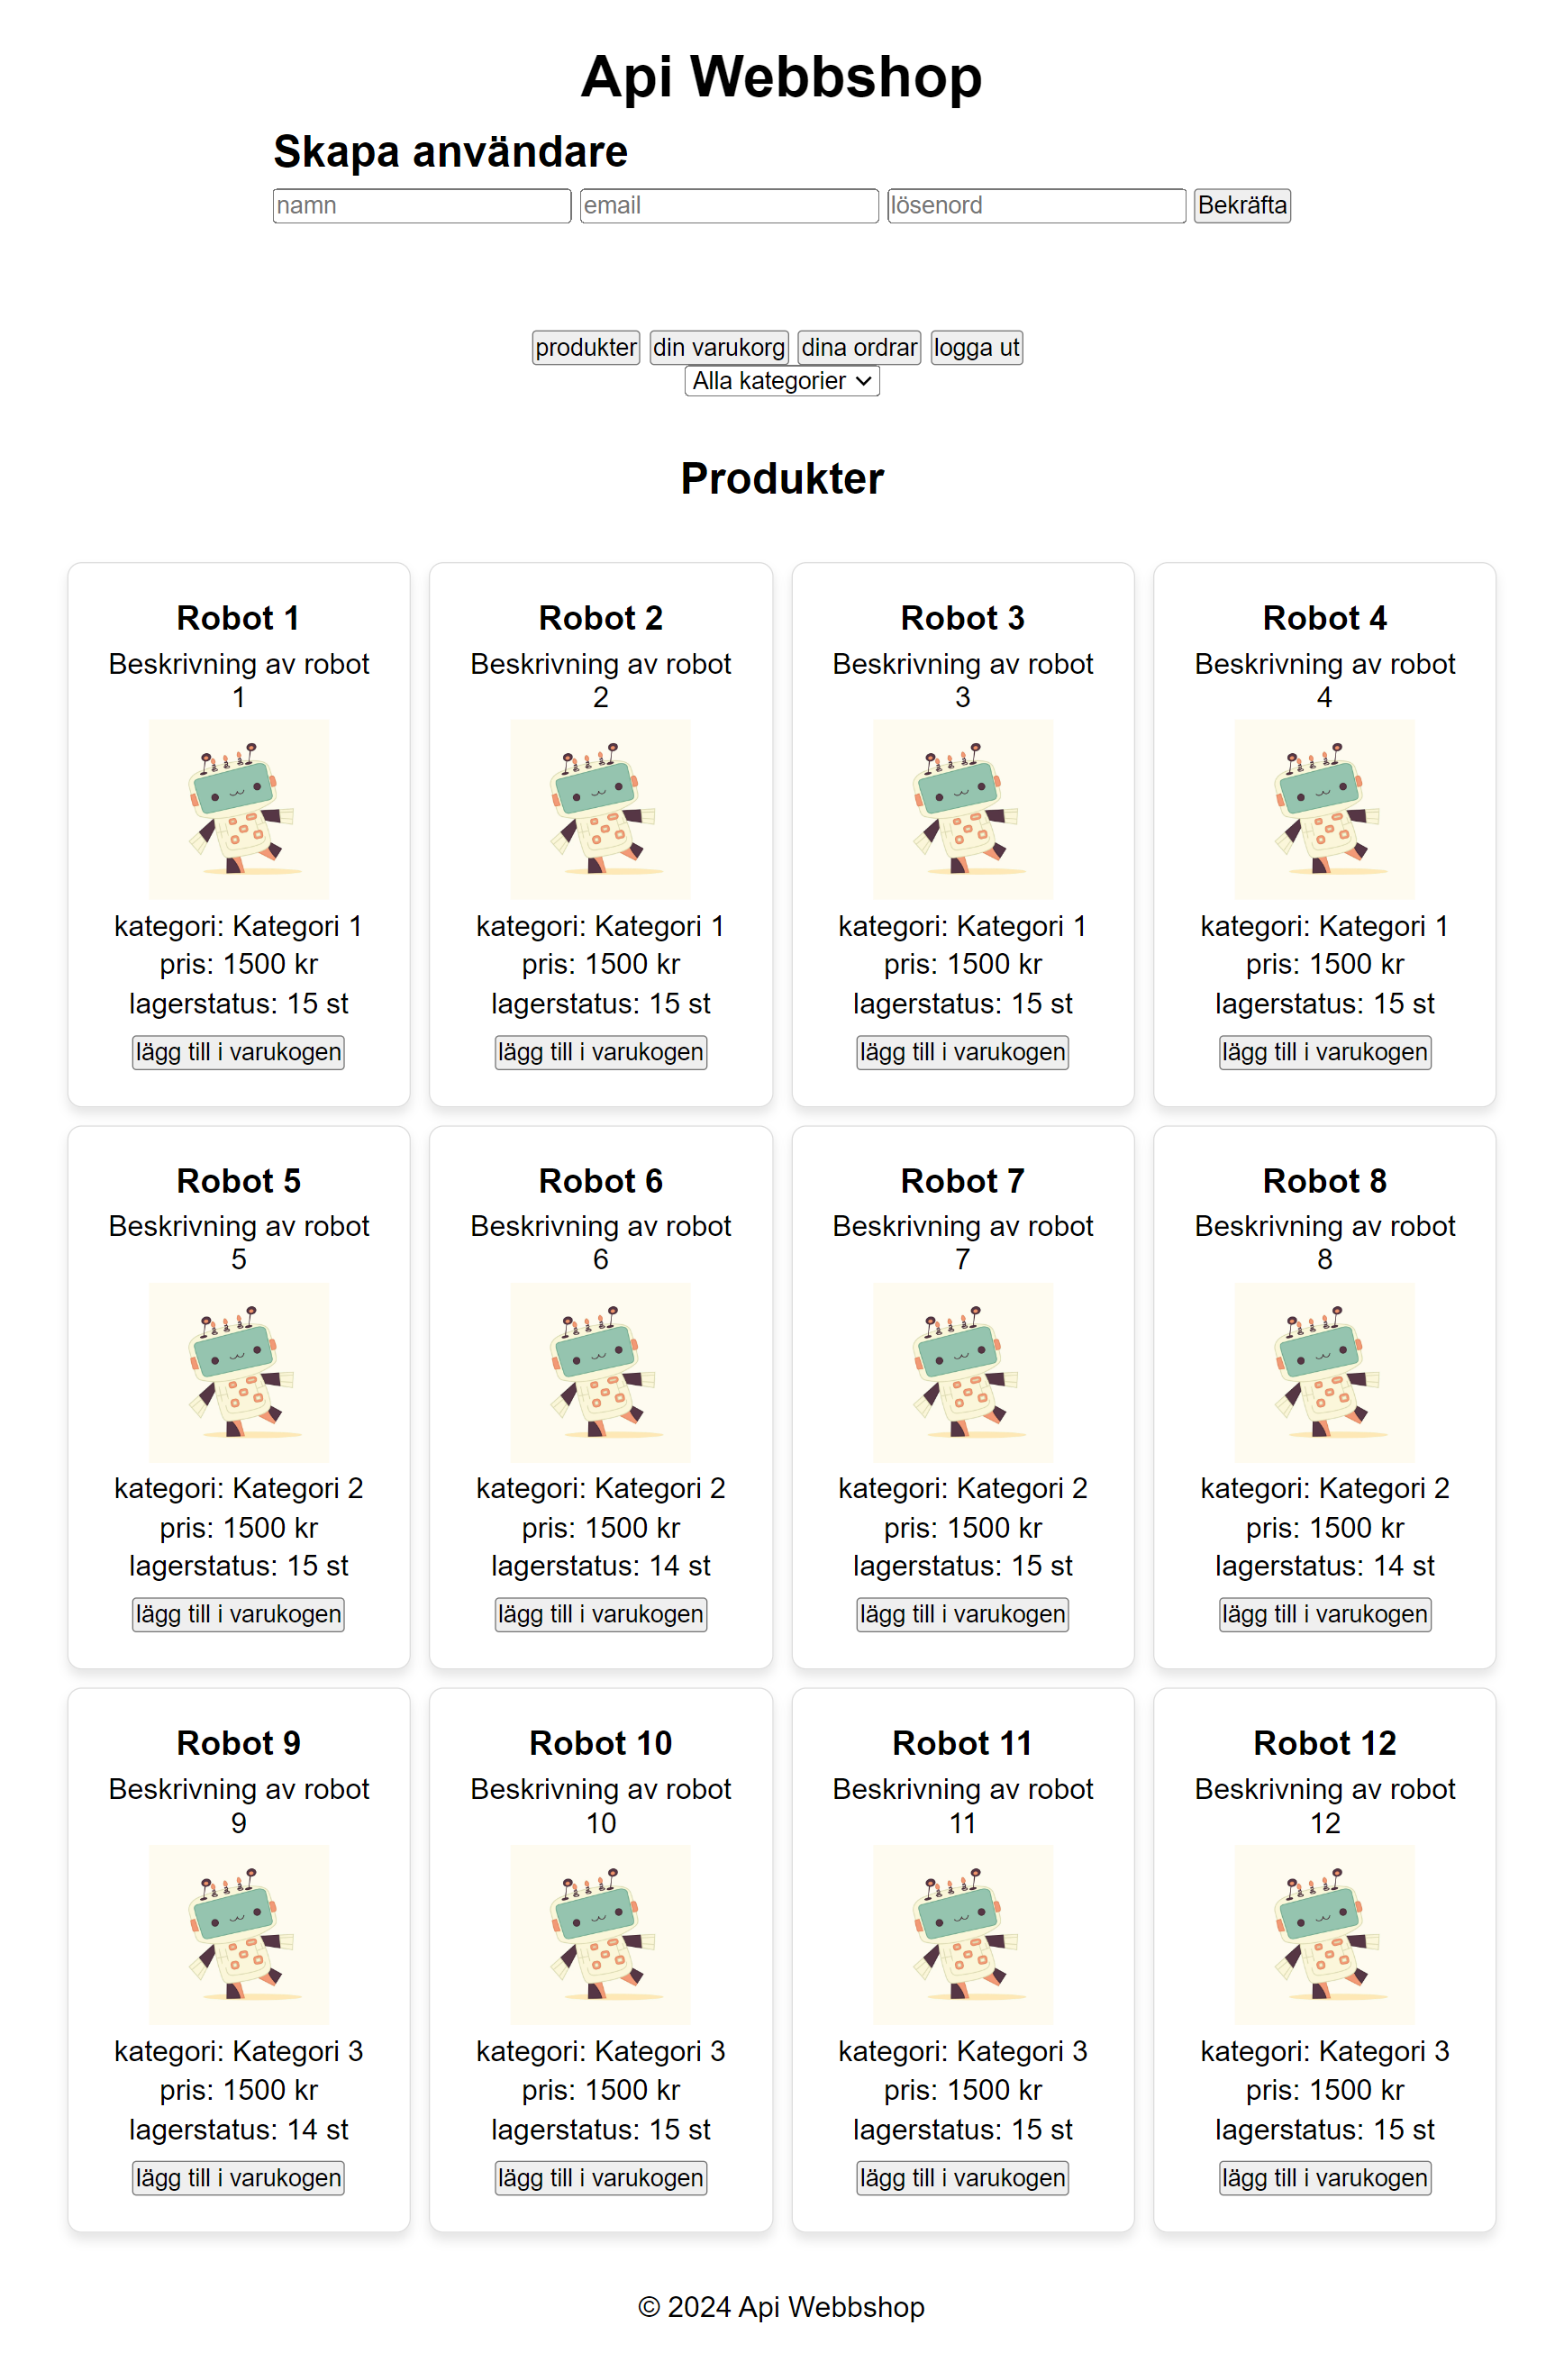 Api Webbshop
Skapa användare
namn email lösenord Bekräfta
produkter din varukorg dina ordrar logga ut
Alla kategorier
Produkter
Robot 1
Beskrivning av robot
1
kategori: Kategori 1
pris: 1500 kr
lagerstatus: 15 st
lägg till i varukogen
Robot 2
Beskrivning av robot
2
kategori: Kategori 1
pris: 1500 kr
lagerstatus: 15 st
lägg till i varukogen
Robot 3
Beskrivning av robot
3
kategori: Kategori 1
pris: 1500 kr
lagerstatus: 15 st
lägg till i varukogen
Robot 4
Beskrivning av robot
4
kategori: Kategori 1
pris: 1500 kr
lagerstatus: 15 st
lägg till i varukogen
Robot 5
Beskrivning av robot
5
kategori: Kategori 2
pris: 1500 kr
lagerstatus: 15 st
lägg till i varukogen
Robot 6
Beskrivning av robot
6
kategori: Kategori 2
pris: 1500 kr
lagerstatus: 14 st
lägg till i varukogen
Robot 7
Beskrivning av robot
7
kategori: Kategori 2
pris: 1500 kr
lagerstatus: 15 st
lägg till i varukogen
Robot 8
Beskrivning av robot
8
kategori: Kategori 2
pris: 1500 kr
lagerstatus: 14 st
lägg till i varukogen
Robot 9
Beskrivning av robot
9
kategori: Kategori 3
pris: 1500 kr
lagerstatus: 14 st
lägg till i varukogen
Robot 10
Beskrivning av robot
10
kategori: Kategori 3
pris: 1500 kr
lagerstatus: 15 st
lägg till i varukogen
Robot 11
Beskrivning av robot
11
kategori: Kategori 3
pris: 1500 kr
lagerstatus: 15 st
lägg till i varukogen
Robot 12
Beskrivning av robot
12
kategori: Kategori 3
pris: 1500 kr
lagerstatus: 15 st
lägg till i varukogen
© 2024 Api Webbshop